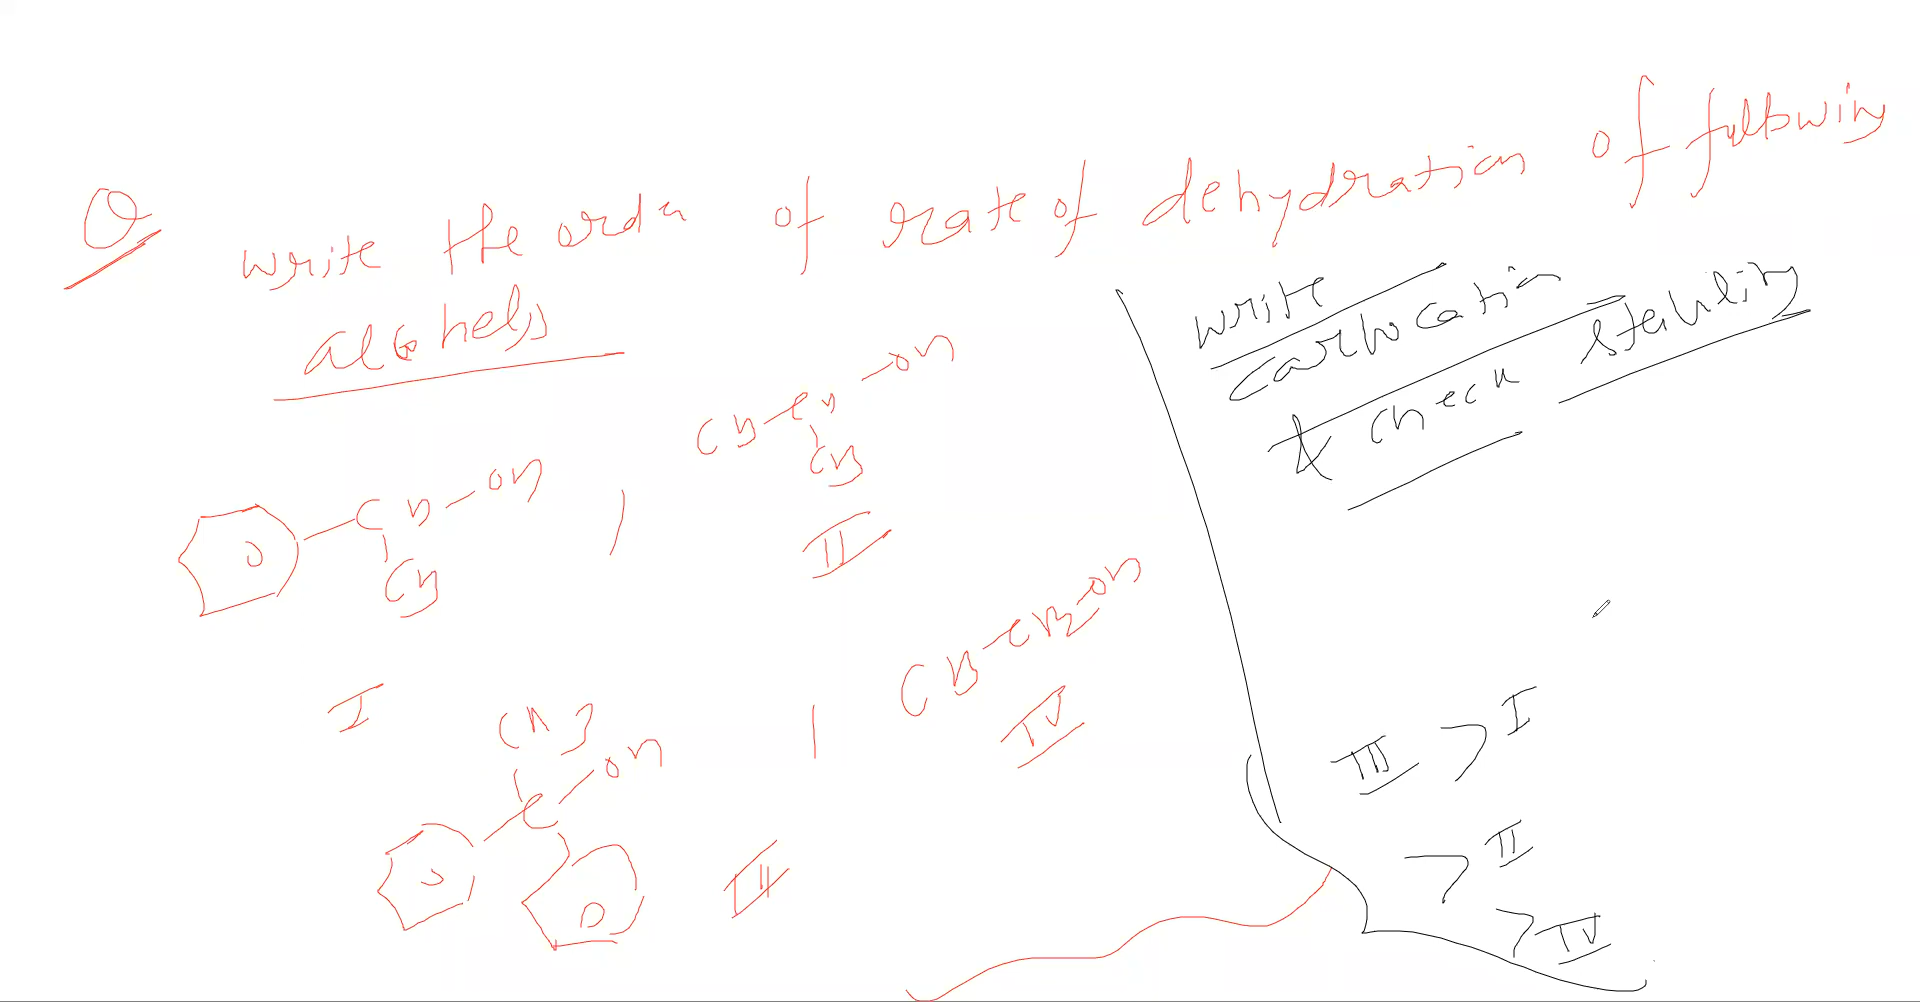 Q write the order of rate of dehydration of following
alcohols
write
carbocation
& check stability
CH3-CH-OH
CH3
II
CH-OH
CH3
I
CH3-CH2-OH
IV
CH3
C OH
III
III > I
> II
> IV